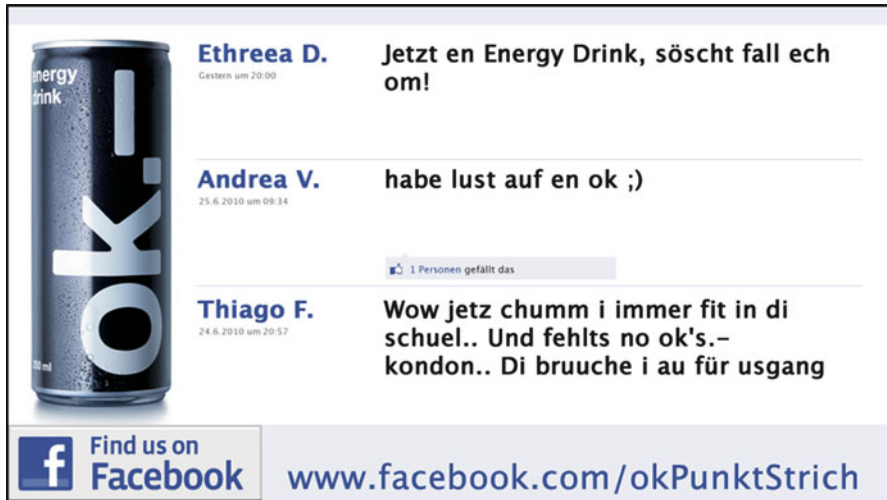 energy
drink
ok.–
250 ml
Ethreea D.
Gestern um 20:00
Jetzt en Energy Drink, söscht fall ech
om!
Andrea V.
25.6.2010 um 09:34
habe lust auf en ok ;)
1 Personen gefällt das
Thiago F.
24.6.2010 um 20:57
Wow jetz chumm i immer fit in di
schuel.. Und fehlts no ok's.–
kondon.. Di bruuche i au für usgang
f Find us on
Facebook
www.facebook.com/okPunktStrich